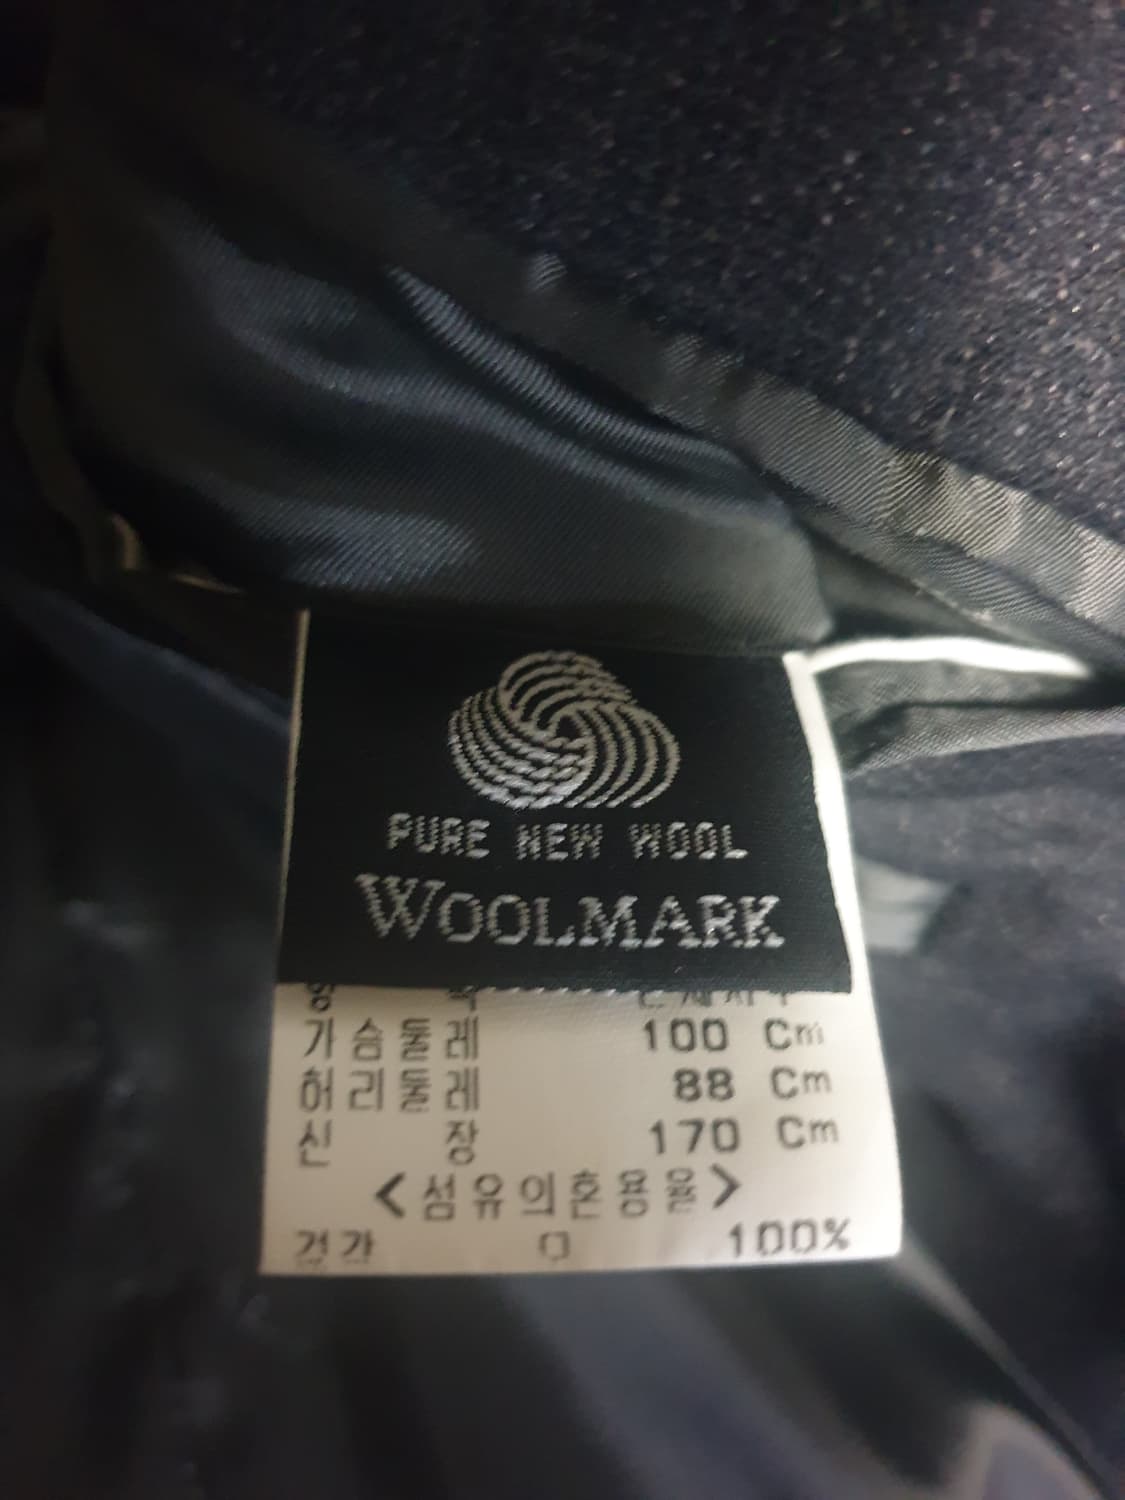 PURE NEW WOOL
WOOLMARK
가슴둘레 100 Cm
허리둘레 88 Cm
신 장 170 Cm
<섬유의혼용율>
100%